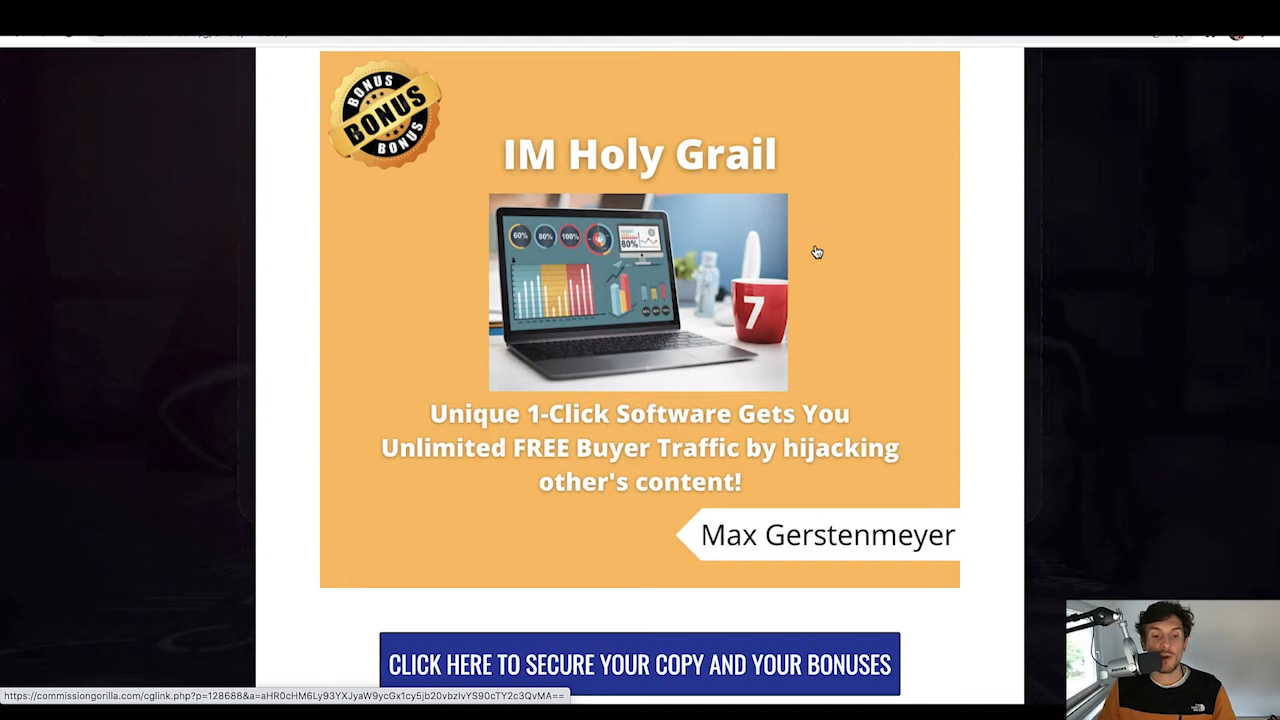 BONUS
BONUS
BONUS
IM Holy Grail
60%
80%
100%
80%
7
Unique 1-Click Software Gets You
Unlimited FREE Buyer Traffic by hijacking
other's content!
Max Gerstenmeyer
CLICK HERE TO SECURE YOUR COPY AND YOUR BONUSES